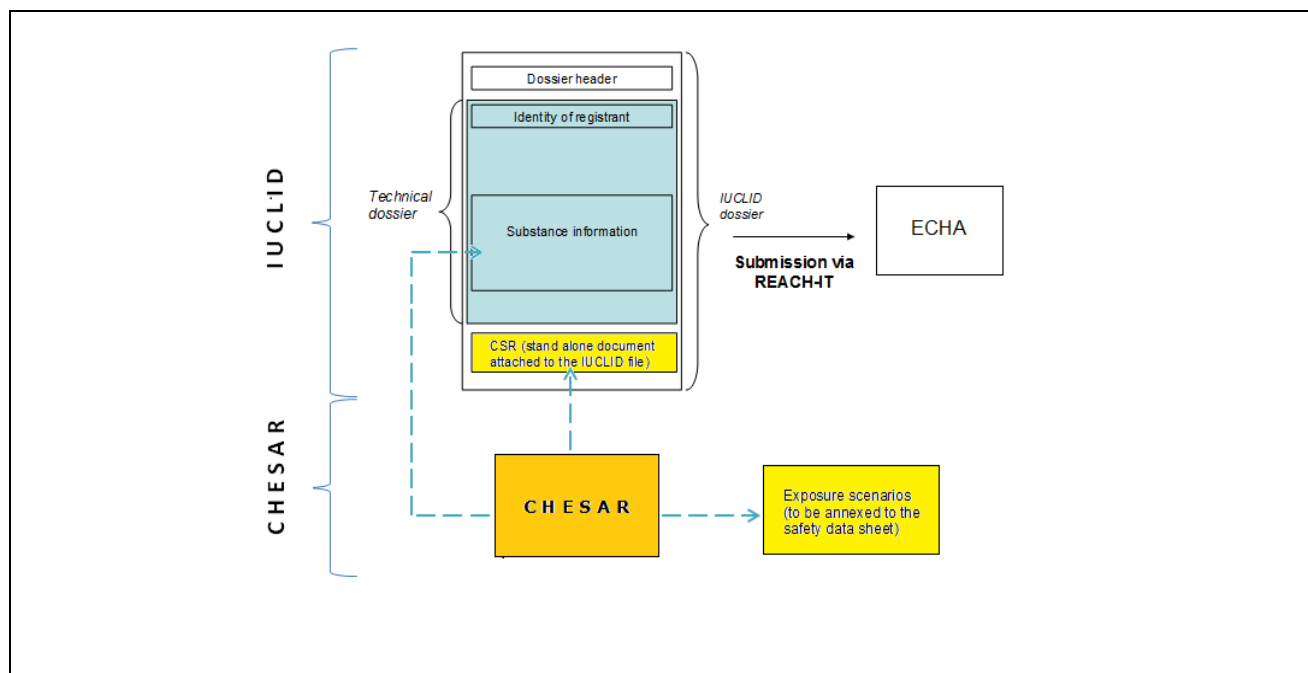 Dossier header
Identity of registrant
Technical
dossier
Substance information
IUCLID
dossier
Submission via
REACH-IT
ECHA
CSR (stand alone document
attached to the IUCLID file)
IUCLID
CHESAR
CHESAR
Exposure scenarios
(to be annexed to the
safety data sheet)